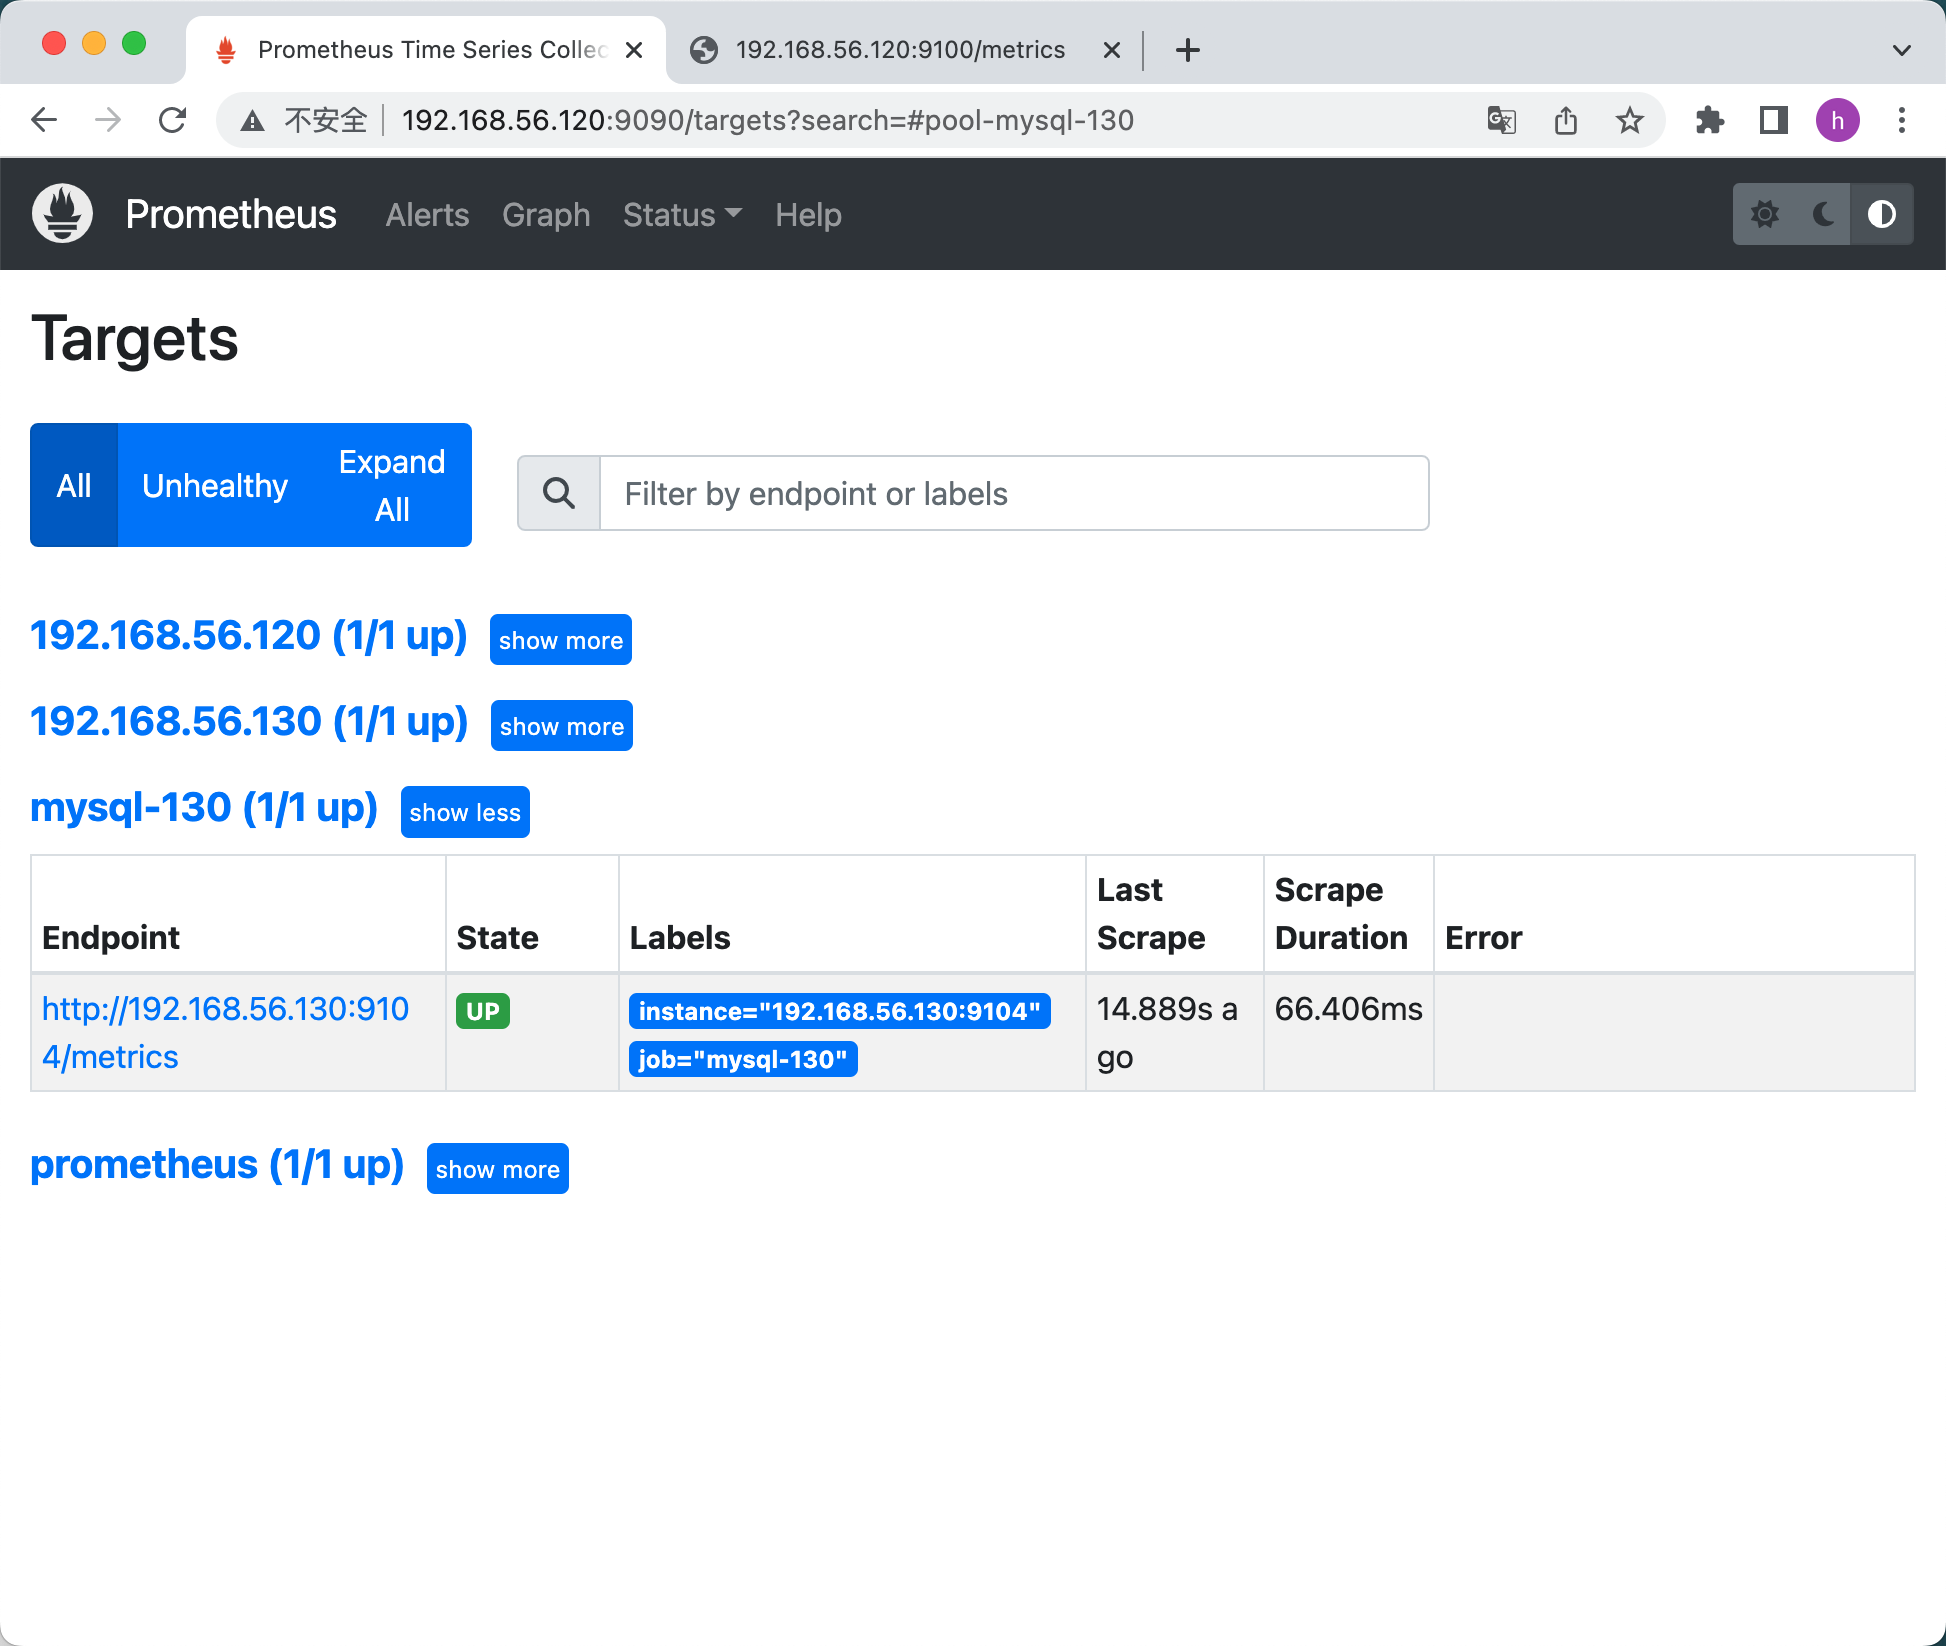 Prometheus Time Series Collec
192.168.56.120:9100/metrics
不安全 192.168.56.120:9090/targets?search=#pool-mysql-130
h
Prometheus Alerts Graph Status Help
Targets
All
Unhealthy
Expand
All
Filter by endpoint or labels
192.168.56.120 (1/1 up) show more
192.168.56.130 (1/1 up) show more
mysql-130 (1/1 up) show less
Endpoint
State
Labels
Last
Scrape
Scrape
Duration
Error
http://192.168.56.130:910
4/metrics
UP
instance="192.168.56.130:9104"
job="mysql-130"
14.889s a
go
66.406ms
prometheus (1/1 up) show more